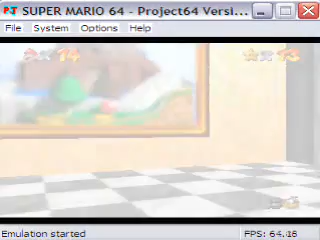 SUPER MARIO 64 - Project64 Versi...
File System Options Help
Emulation started FPS: 64.16